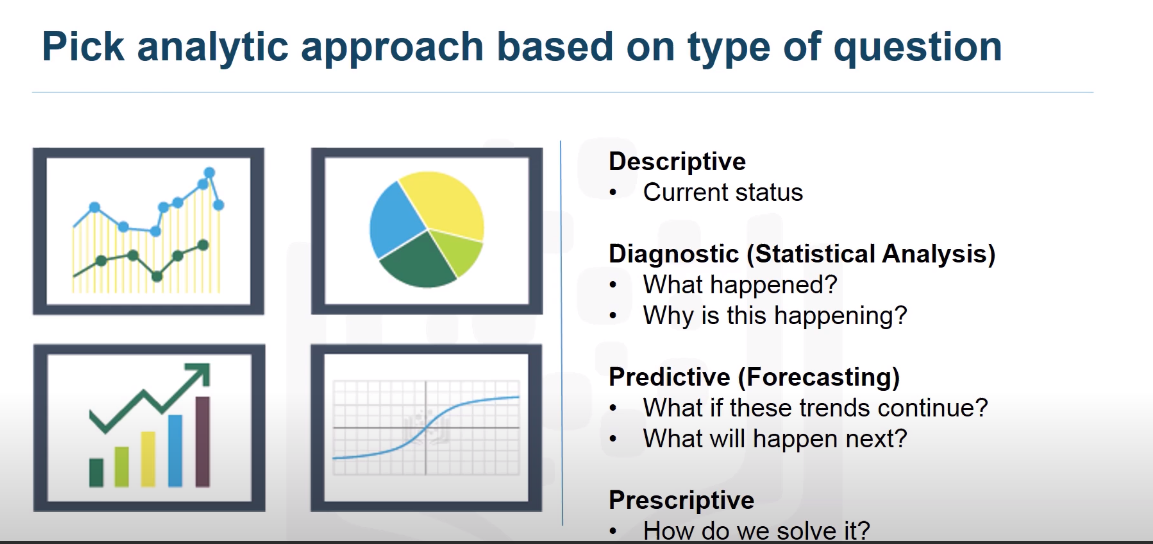 Pick analytic approach based on type of question
Descriptive
• Current status
Diagnostic (Statistical Analysis)
• What happened?
• Why is this happening?
Predictive (Forecasting)
• What if these trends continue?
• What will happen next?
Prescriptive
• How do we solve it?